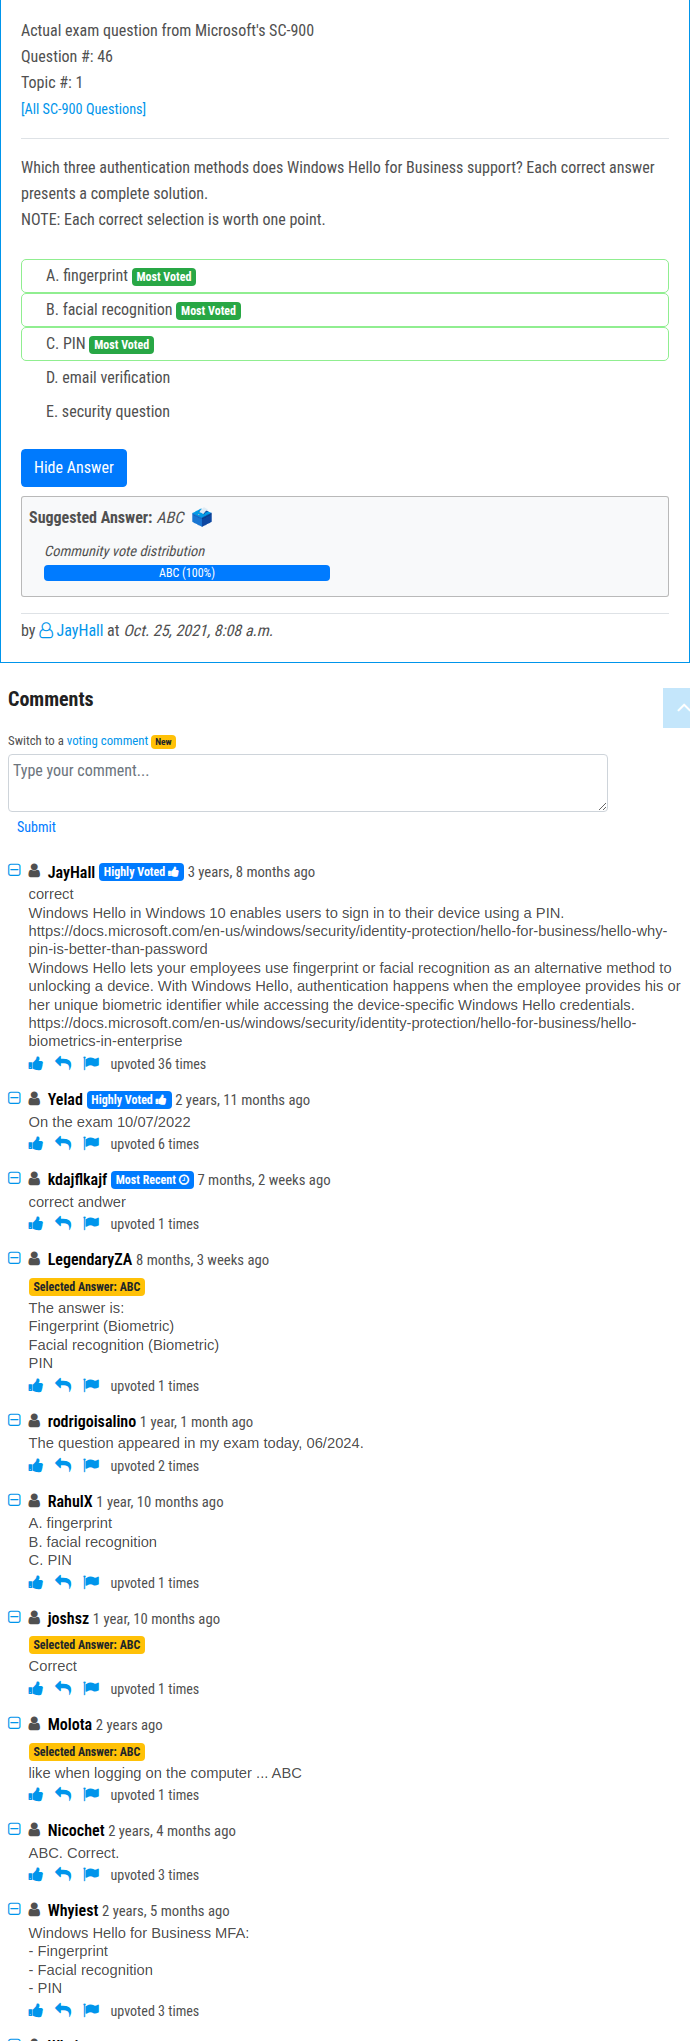 Actual exam question from Microsoft's SC-900
Question #: 46
Topic #: 1
[All SC-900 Questions]
Which three authentication methods does Windows Hello for Business support? Each correct answer
presents a complete solution.
NOTE: Each correct selection is worth one point.
A. fingerprint Most Voted
B. facial recognition Most Voted
C. PIN Most Voted
D. email verification
E. security question
Hide Answer
Suggested Answer: ABC
Community vote distribution
ABC (100%)
by JayHall at Oct. 25, 2021, 8:08 a.m.
Comments
Switch to a voting comment New
Type your comment...
Submit
JayHall Highly Voted 3 years, 8 months ago
correct
Windows Hello in Windows 10 enables users to sign in to their device using a PIN.
https://docs.microsoft.com/en-us/windows/security/identity-protection/hello-for-business/hello-why-
pin-is-better-than-password
Windows Hello lets your employees use fingerprint or facial recognition as an alternative method to
unlocking a device. With Windows Hello, authentication happens when the employee provides his or
her unique biometric identifier while accessing the device-specific Windows Hello credentials.
https://docs.microsoft.com/en-us/windows/security/identity-protection/hello-for-business/hello-
biometrics-in-enterprise
upvoted 36 times
Yelad Highly Voted 2 years, 11 months ago
On the exam 10/07/2022
upvoted 6 times
kdajflkajf Most Recent 7 months, 2 weeks ago
correct andwer
upvoted 1 times
LegendaryZA 8 months, 3 weeks ago
Selected Answer: ABC
The answer is:
Fingerprint (Biometric)
Facial recognition (Biometric)
PIN
upvoted 1 times
rodrigoisalino 1 year, 1 month ago
The question appeared in my exam today, 06/2024.
upvoted 2 times
RahulX 1 year, 10 months ago
A. fingerprint
B. facial recognition
C. PIN
upvoted 1 times
joshsz 1 year, 10 months ago
Selected Answer: ABC
Correct
upvoted 1 times
Molota 2 years ago
Selected Answer: ABC
like when logging on the computer ... ABC
upvoted 1 times
Nicochet 2 years, 4 months ago
ABC. Correct.
upvoted 3 times
Whyiest 2 years, 5 months ago
Windows Hello for Business MFA:
- Fingerprint
- Facial recognition
- PIN
upvoted 3 times